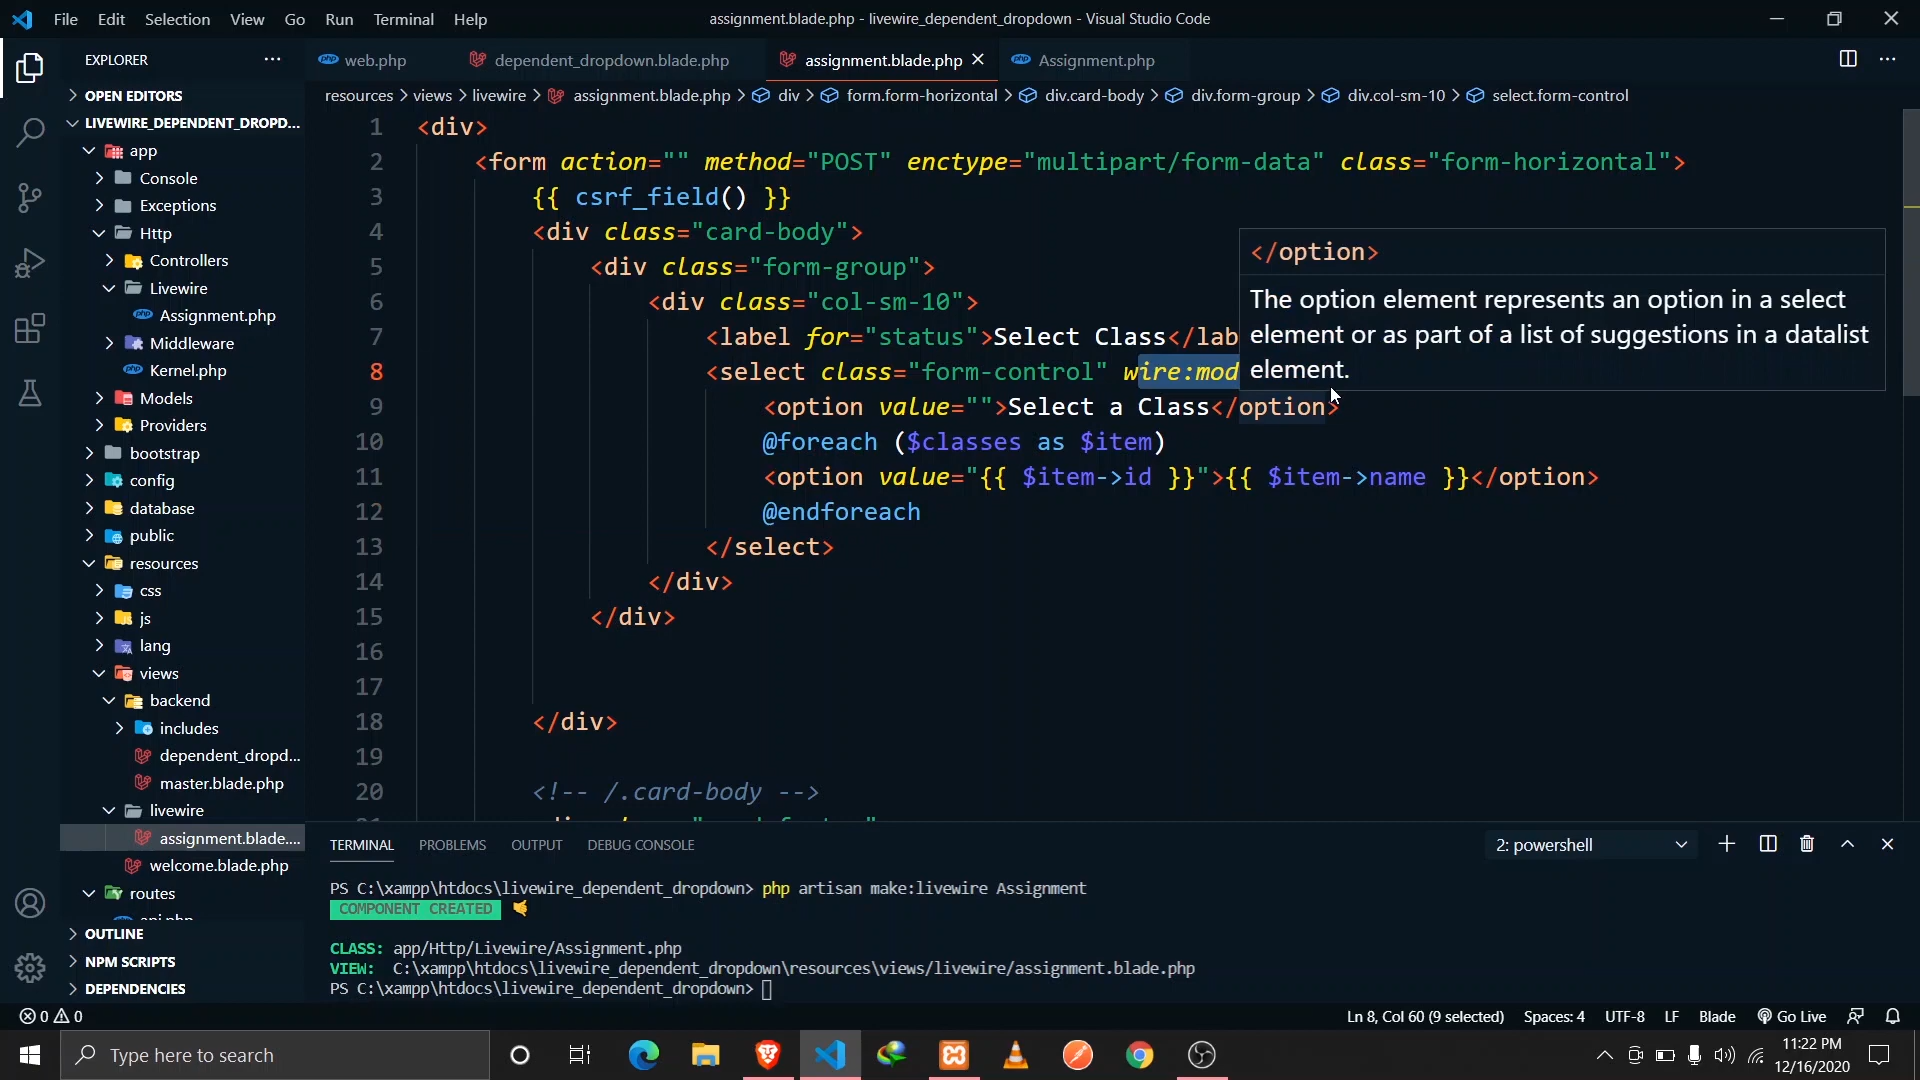 File Edit Selection View Go Run Terminal Help
assignment.blade.php - livewire_dependent_dropdown - Visual Studio Code
EXPLORER
OPEN EDITORS
LIVEWIRE_DEPENDENT_DROPD...
app
Console
Exceptions
Http
Controllers
Livewire
Assignment.php
Middleware
Kernel.php
Models
Providers
bootstrap
config
database
public
resources
css
js
lang
views
backend
includes
dependent_dropd...
master.blade.php
livewire
assignment.blade....
welcome.blade.php
routes
OUTLINE
NPM SCRIPTS
DEPENDENCIES
web.php dependent_dropdown.blade.php assignment.blade.php Assignment.php
resources > views > livewire > assignment.blade.php > div > form.form-horizontal > div.card-body > div.form-group > div.col-sm-10 > select.form-control
1 <div>
2 <form action="" method="POST" enctype="multipart/form-data" class="form-horizontal">
3 {{ csrf_field() }}
4 <div class="card-body">
5 <div class="form-group">
6 <div class="col-sm-10">
7 <label for="status">Select Class</lab
8 <select class="form-control" wire:mod
9 <option value="">Select a Class</option>
10 @foreach ($classes as $item)
11 <option value="{{ $item->id }}">{{ $item->name }}</option>
12 @endforeach
13 </select>
14 </div>
15 </div>
16
17
18 </div>
19
20 <!-- /.card-body -->
</option>
The option element represents an option in a select
element or as part of a list of suggestions in a datalist
element.
TERMINAL PROBLEMS OUTPUT DEBUG CONSOLE
2: powershell
PS C:\xampp\htdocs\livewire_dependent_dropdown> php artisan make:livewire Assignment
COMPONENT CREATED
CLASS: app/Http/Livewire/Assignment.php
VIEW: C:\xampp\htdocs\livewire_dependent_dropdown\resources\views/livewire/assignment.blade.php
PS C:\xampp\htdocs\livewire_dependent_dropdown>
0 0
Ln 8, Col 60 (9 selected) Spaces: 4 UTF-8 LF Blade Go Live
Type here to search
11:22 PM
12/16/2020